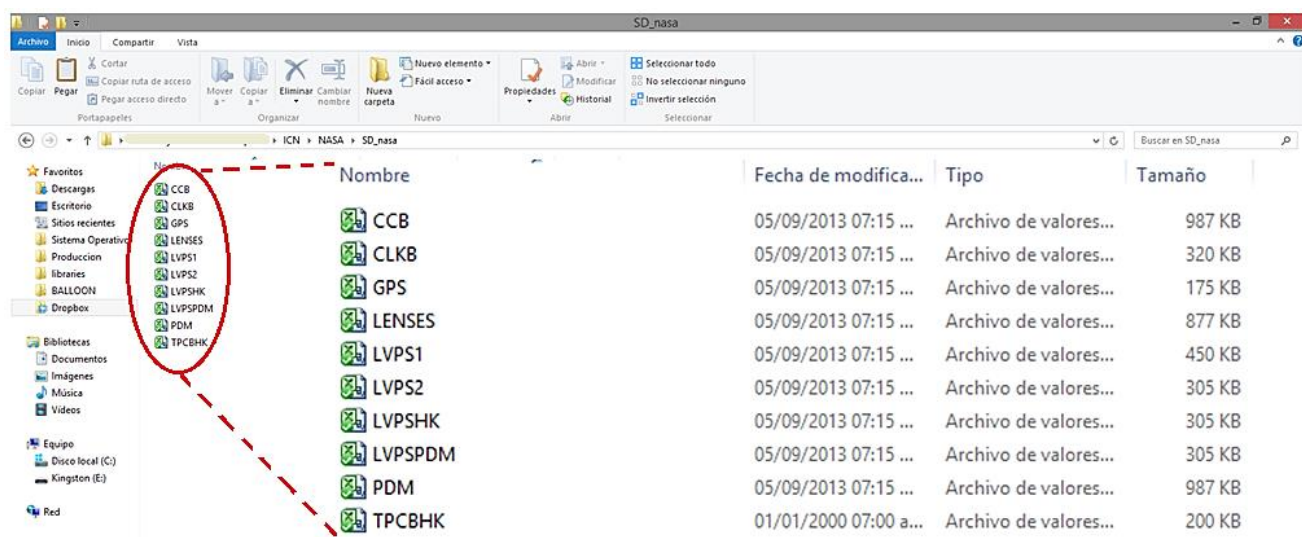 SD_nasa
Archivo Inicio Compartir Vista
Copiar Pegar Cortar Copiar ruta de acceso Pegar acceso directo
Mover a Copiar a Eliminar Cambiar nombre
Nueva carpeta Nuevo elemento Fácil acceso
Propiedades Abrir Modificar Historial
Seleccionar todo No seleccionar ninguno Invertir selección
Portapapeles Organizar Nuevo Abrir Seleccionar
ICN NASA SD_nasa Buscar en SD_nasa
Favoritos
Descargas
Escritorio
Sitios recientes
Sistema Operativo
Produccion
libraries
BALLOON
Dropbox
Bibliotecas
Documentos
Imágenes
Música
Vídeos
Equipo
Disco local (C:)
Kingston (E:)
Red
CCB
CLKB
GPS
LENSES
LVPS1
LVPS2
LVPSHK
LVPSPDM
PDM
TPCBHK
Nombre Fecha de modifica... Tipo Tamaño
CCB 05/09/2013 07:15 ... Archivo de valores... 987 KB
CLKB 05/09/2013 07:15 ... Archivo de valores... 320 KB
GPS 05/09/2013 07:15 ... Archivo de valores... 175 KB
LENSES 05/09/2013 07:15 ... Archivo de valores... 877 KB
LVPS1 05/09/2013 07:15 ... Archivo de valores... 450 KB
LVPS2 05/09/2013 07:15 ... Archivo de valores... 305 KB
LVPSHK 05/09/2013 07:15 ... Archivo de valores... 305 KB
LVPSPDM 05/09/2013 07:15 ... Archivo de valores... 305 KB
PDM 05/09/2013 07:15 ... Archivo de valores... 987 KB
TPCBHK 01/01/2000 07:00 a... Archivo de valores... 200 KB